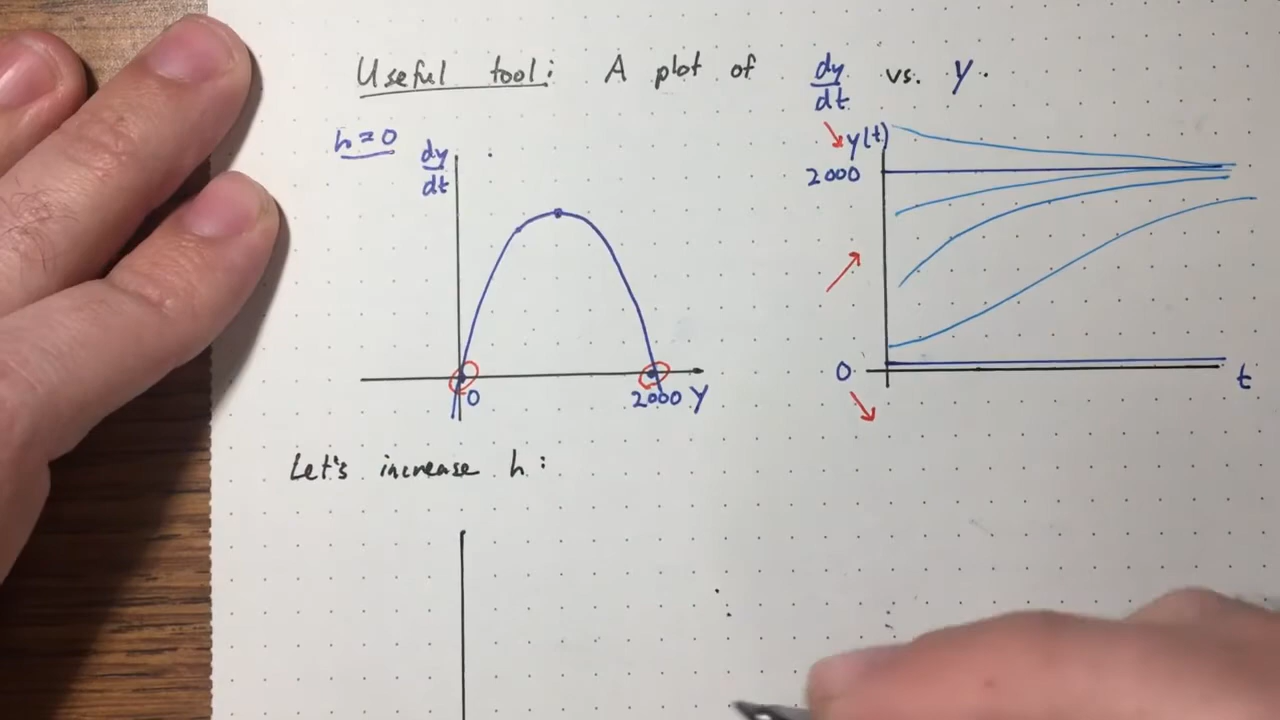 Useful tool: A plot of dy/dt vs. y.
h = 0
dy/dt
0
2000 y
y(t)
2000
0
t
Let's increase h: